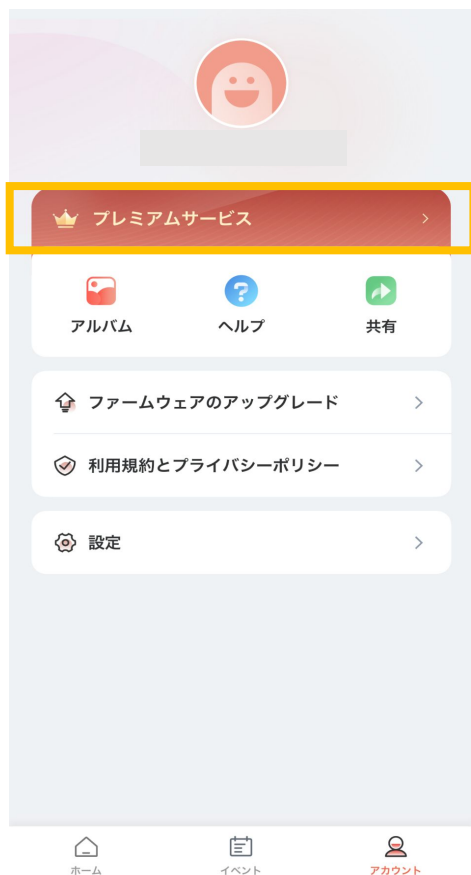 プレミアムサービス
アルバム
ヘルプ
共有
ファームウェアのアップグレード
利用規約とプライバシーポリシー
設定
ホーム
イベント
アカウント